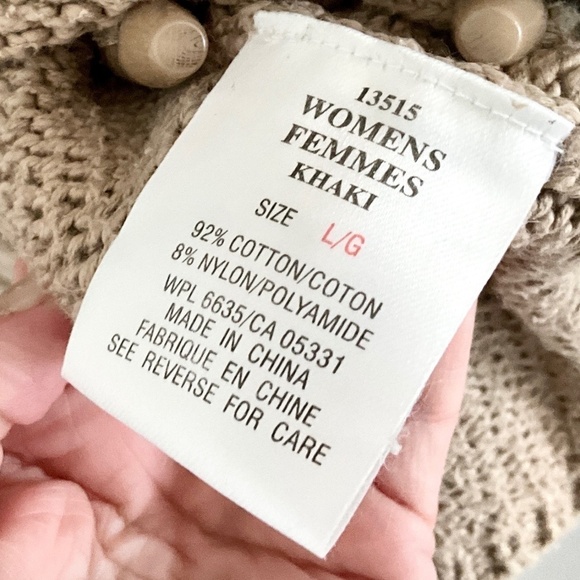 13515
WOMENS
FEMMES
KHAKI
SIZE L/G
92% COTTON/COTON
8% NYLON/POLYAMIDE
WPL 6635/CA 05331
MADE IN CHINA
FABRIQUE EN CHINE
SEE REVERSE FOR CARE